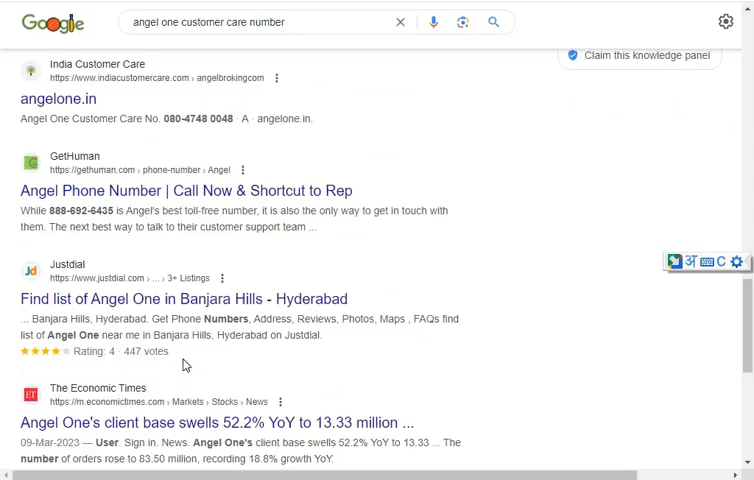 Google
angel one customer care number
Claim this knowledge panel
India Customer Care
https://www.indiacustomercare.com › angelbrokingcom
angelone.in
Angel One Customer Care No. 080-4748 0048 · A · angelone.in.
GetHuman
https://gethuman.com › phone-number › Angel
Angel Phone Number | Call Now & Shortcut to Rep
While 888-692-6435 is Angel's best toll-free number, it is also the only way to get in touch with
them. The next best way to talk to their customer support team ...
अ C
Jd
Justdial
https://www.justdial.com › ... › 3+ Listings
Find list of Angel One in Banjara Hills - Hyderabad
... Banjara Hills, Hyderabad. Get Phone Numbers, Address, Reviews, Photos, Maps , FAQs find
list of Angel One near me in Banjara Hills, Hyderabad on Justdial.
Rating: 4 · 447 votes
ET
The Economic Times
https://m.economictimes.com › Markets › Stocks › News
Angel One's client base swells 52.2% YoY to 13.33 million ...
09-Mar-2023 — User. Sign in. News. Angel One's client base swells 52.2% YoY to 13.33 ... The
number of orders rose to 83.50 million, recording 18.8% growth YoY.